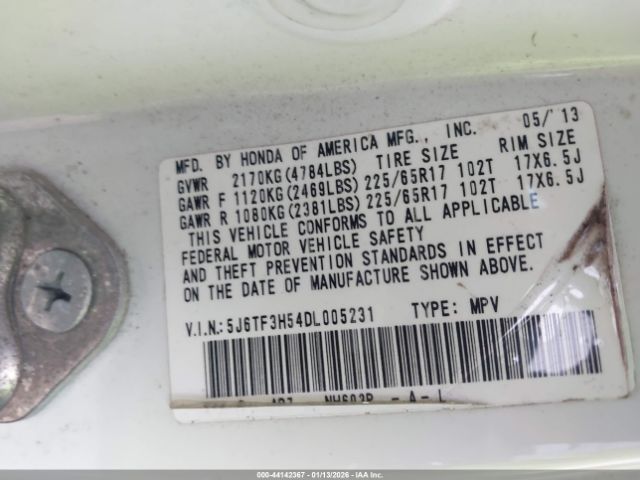 05/'13
MFD. BY HONDA OF AMERICA MFG., INC.
GVWR 2170KG(4784LBS) TIRE SIZE RIM SIZE
GAWR F 1120KG(2469LBS) 225/65R17 102T 17X6.5J
GAWR R 1080KG(2381LBS) 225/65R17 102T 17X6.5J
THIS VEHICLE CONFORMS TO ALL APPLICABLE
FEDERAL MOTOR VEHICLE SAFETY
AND THEFT PREVENTION STANDARDS IN EFFECT
ON THE DATE OF MANUFACTURE SHOWN ABOVE.
V.I.N.: 5J6TF3H54DL005231 TYPE: MPV
NH603P - A - L
000-44142367 - 01/13/2026 - IAA Inc.